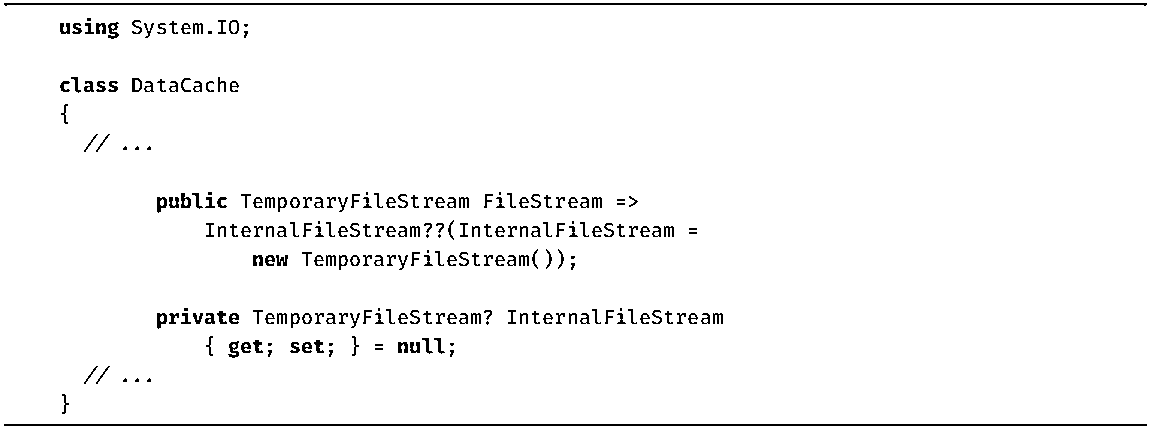 using System.IO;
class DataCache
{
// ...
public TemporaryFileStream FileStream =>
InternalFileStream??(InternalFileStream =
new TemporaryFileStream());
private TemporaryFileStream? InternalFileStream
{ get; set; } = null;
// ...
}